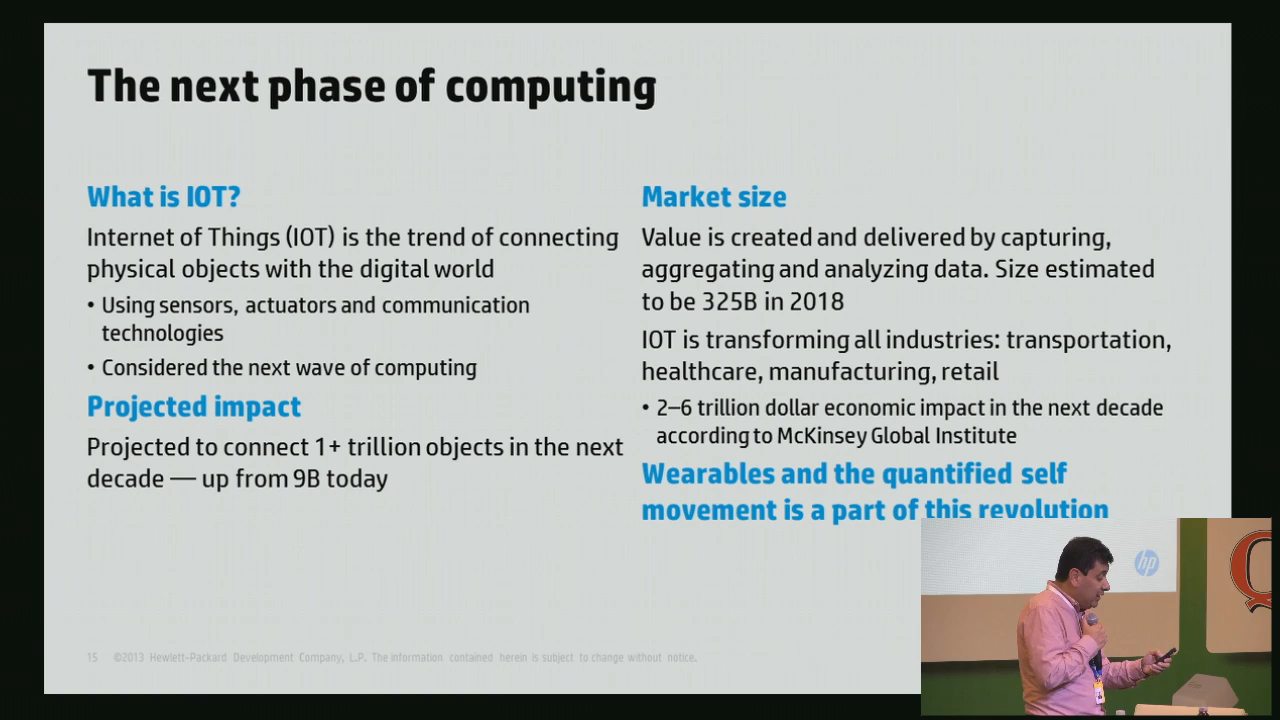 The next phase of computing
What is IOT?
Internet of Things (IOT) is the trend of connecting
physical objects with the digital world
• Using sensors, actuators and communication
technologies
• Considered the next wave of computing
Projected impact
Projected to connect 1+ trillion objects in the next
decade — up from 9B today
Market size
Value is created and delivered by capturing,
aggregating and analyzing data. Size estimated
to be 325B in 2018
IOT is transforming all industries: transportation,
healthcare, manufacturing, retail
• 2–6 trillion dollar economic impact in the next decade
according to McKinsey Global Institute
Wearables and the quantified self
movement is a part of this revolution
15 ©2013 Hewlett-Packard Development Company, L.P. The information contained herein is subject to change without notice.
hp
Q